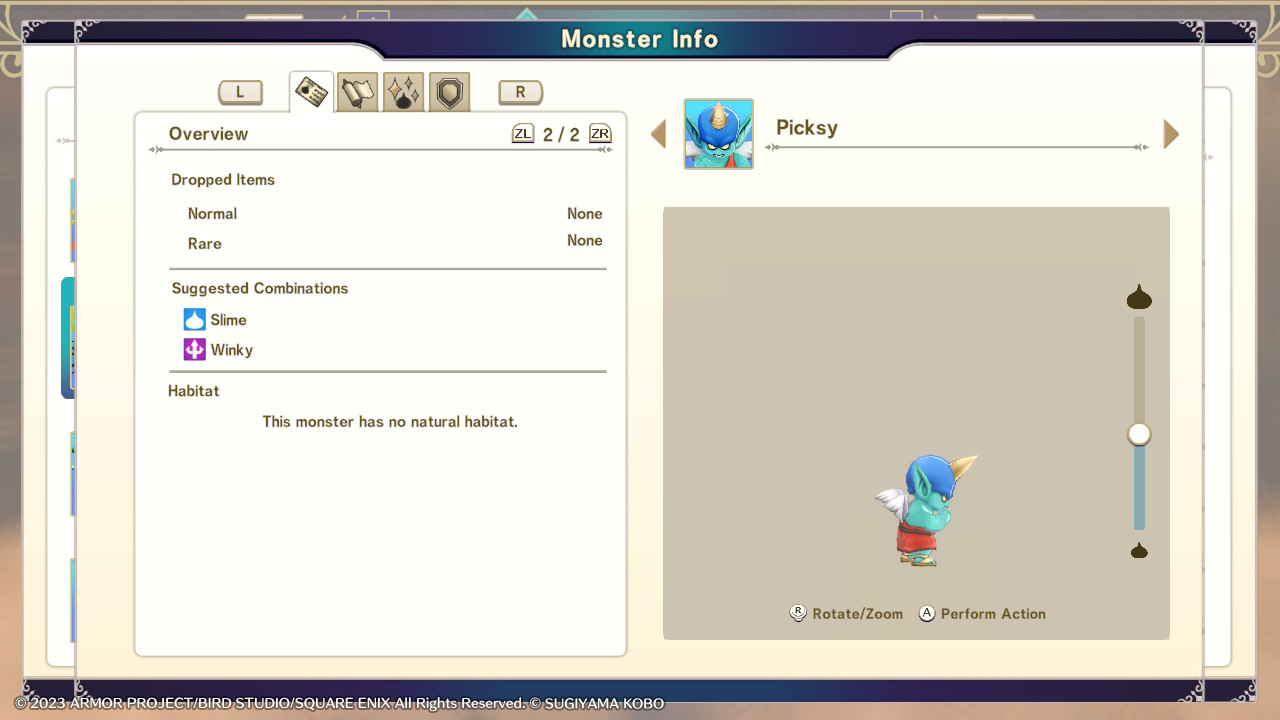 Monster Info
L
R
Overview
ZL 2 / 2 ZR
Dropped Items
Normal None
Rare None
Suggested Combinations
Slime
Winky
Habitat
This monster has no natural habitat.
Picksy
R Rotate/Zoom A Perform Action
© 2023 ARMOR PROJECT/BIRD STUDIO/SQUARE ENIX All Rights Reserved. © SUGIYAMA KOBO